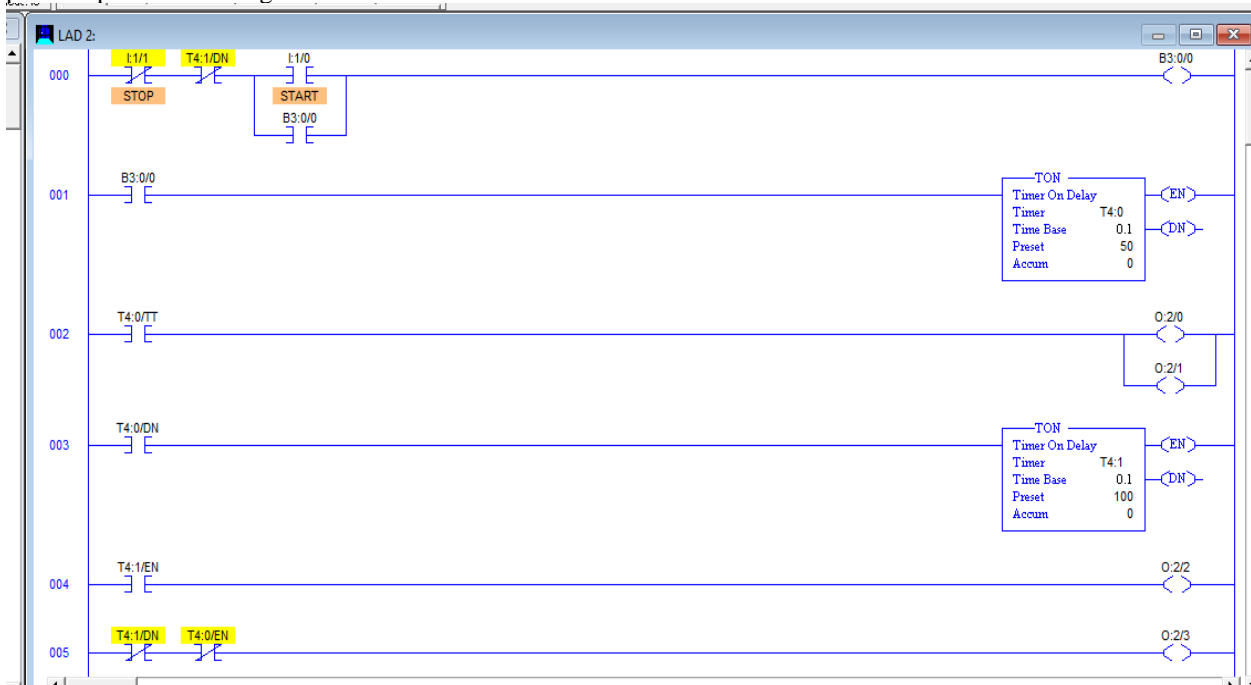 LAD 2:
I:1/1 T4:1/DN I:1/0 B3:0/0
000
STOP START
B3:0/0
B3:0/0
001
TON
Timer On Delay (EN)
Timer T4:0
Time Base 0.1 (DN)
Preset 50
Accum 0
T4:0/TT O:2/0
002
O:2/1
T4:0/DN
003
TON
Timer On Delay (EN)
Timer T4:1
Time Base 0.1 (DN)
Preset 100
Accum 0
T4:1/EN O:2/2
004
T4:1/DN T4:0/EN O:2/3
005